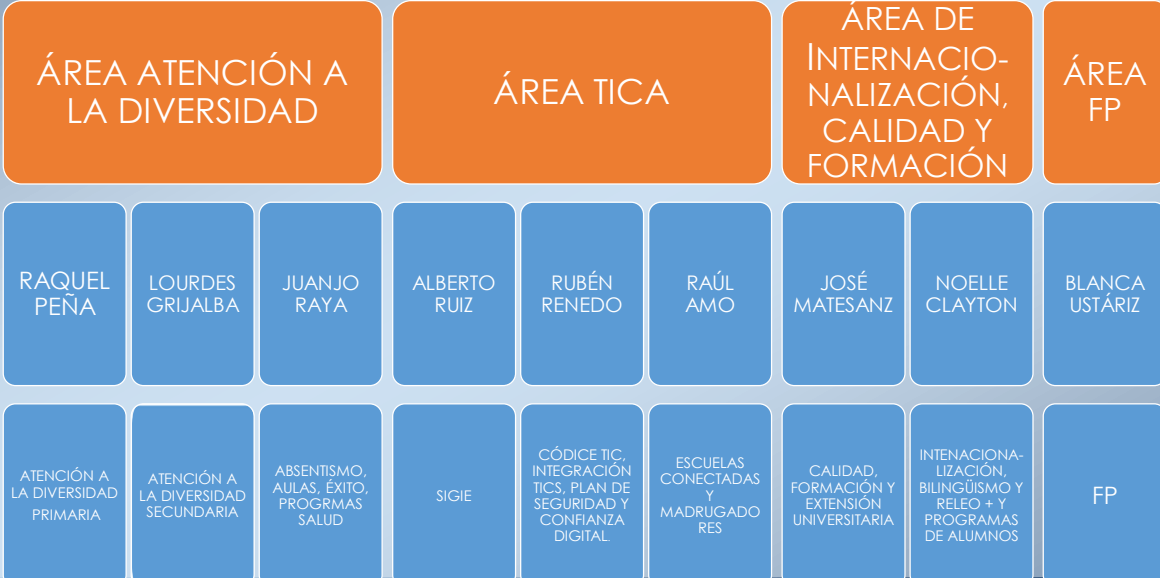 ÁREA ATENCIÓN A
LA DIVERSIDAD
ÁREA TICA
ÁREA DE
INTERNACIO-
NALIZACIÓN,
CALIDAD Y
FORMACIÓN
ÁREA
FP
RAQUEL
PEÑA
LOURDES
GRIJALBA
JUANJO
RAYA
ALBERTO
RUIZ
RUBÉN
RENEDO
RAÚL
AMO
JOSÉ
MATESANZ
NOELLE
CLAYTON
BLANCA
USTÁRIZ
ATENCIÓN A
LA DIVERSIDAD
PRIMARIA
ATENCIÓN A
LA DIVERSIDAD
SECUNDARIA
ABSENTISMO,
AULAS, ÉXITO,
PROGRMAS
SALUD
SIGIE
CÓDICE TIC,
INTEGRACIÓN
TICS, PLAN DE
SEGURIDAD Y
CONFIANZA
DIGITAL.
ESCUELAS
CONECTADAS
Y
MADRUGADO
RES
CALIDAD,
FORMACIÓN Y
EXTENSIÓN
UNIVERSITARIA
INTENACIONA-
LIZACIÓN,
BILINGÜISMO Y
RELEO + Y
PROGRAMAS
DE ALUMNOS
FP